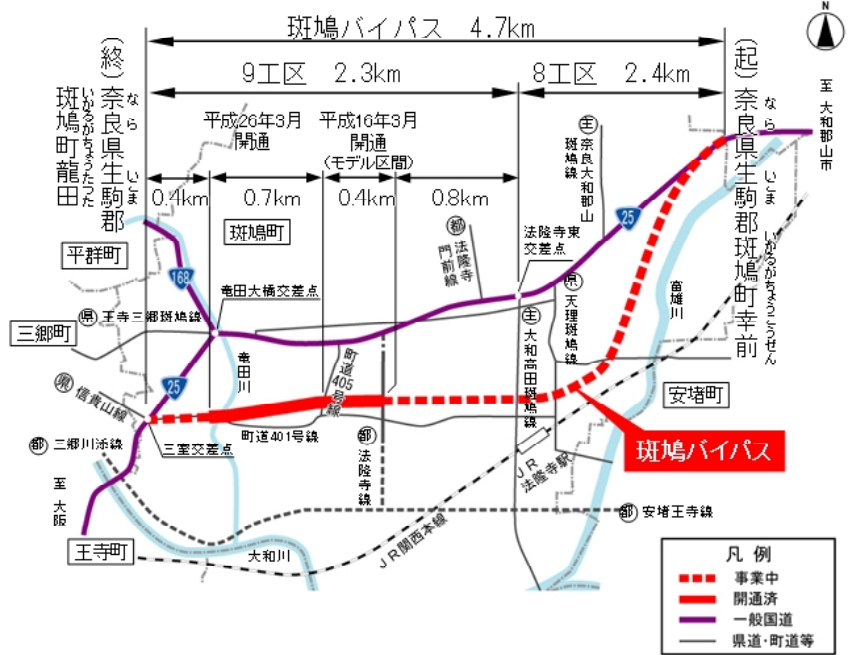 斑鳩バイパス 4.7km
N
9工区 2.3km
8工区 2.4km
(終)奈良県生駒郡
なら いこま
斑鳩町龍田
いかるがちょうたつた
(起)奈良県生駒郡斑鳩町幸前
なら いこま いかるがちょうこうぜん
至 大和郡山市
平成26年3月
開通
平成16年3月
開通
(モデル区間)
0.4km
0.7km
0.4km
0.8km
主 奈良大和郡山
斑鳩線
平群町
斑鳩町
都 法隆寺
門前線
法隆寺東
交差点
25
168
竜田大橋交差点
県 王寺三郷斑鳩線
三郷町
県 天理斑鳩線
主 大和高田斑鳩線
富雄川
竜田川
町道
405号線
県 信貴山線
25
安堵町
町道401号線
三室交差点
都 三郷川添線
都 法隆寺線
斑鳩バイパス
JR
法隆寺駅
至 大阪
都 安堵王寺線
王寺町
大和川
JR関西本線
凡例
事業中
開通済
一般国道
県道・町道等